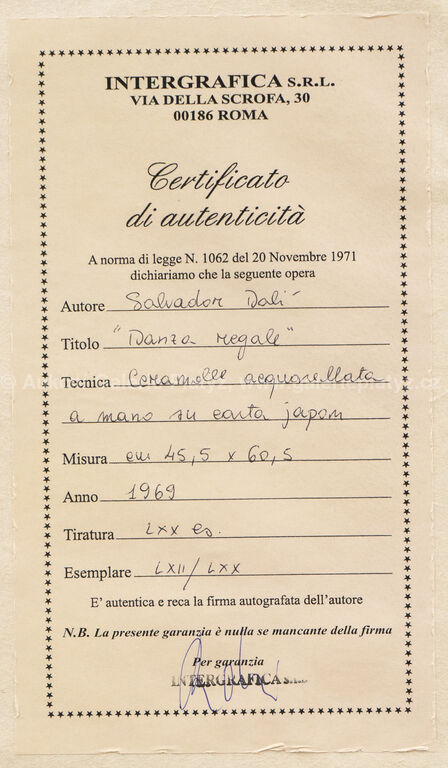 INTERGRAFICA S.R.L.
VIA DELLA SCROFA, 30
00186 ROMA
Certificato
di autenticità
A norma di legge N. 1062 del 20 Novembre 1971
dichiariamo che la seguente opera
Autore Salvador Dalì
Titolo "Danza regale"
Tecnica acquarellata
a mano su carta japon
Misura cm 45,5 x 60,5
Anno 1969
Tiratura LXX es.
Esemplare LXII/LXX
E' autentica e reca la firma autografata dell'autore
N.B. La presente garanzia è nulla se mancante della firma
Per garanzia
INTERGRAFICA S.r.l.